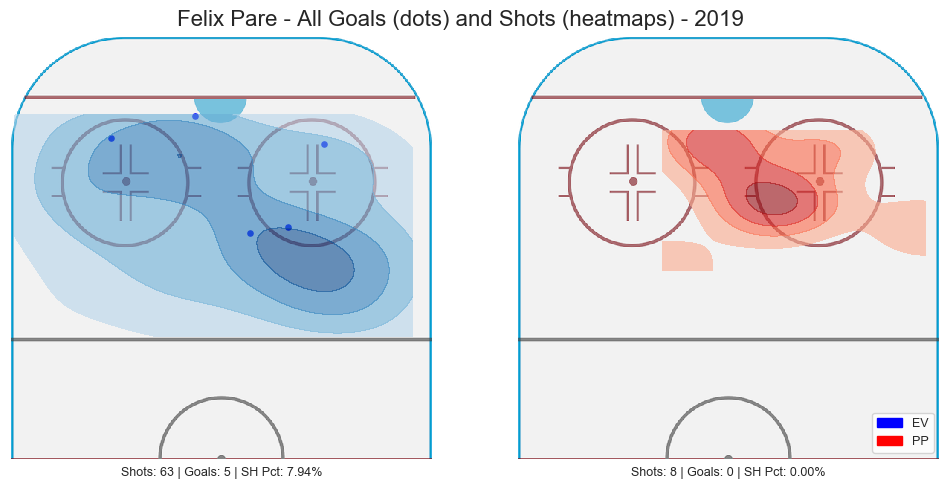 Felix Pare - All Goals (dots) and Shots (heatmaps) - 2019
EV
PP
Shots: 63 | Goals: 5 | SH Pct: 7.94%
Shots: 8 | Goals: 0 | SH Pct: 0.00%